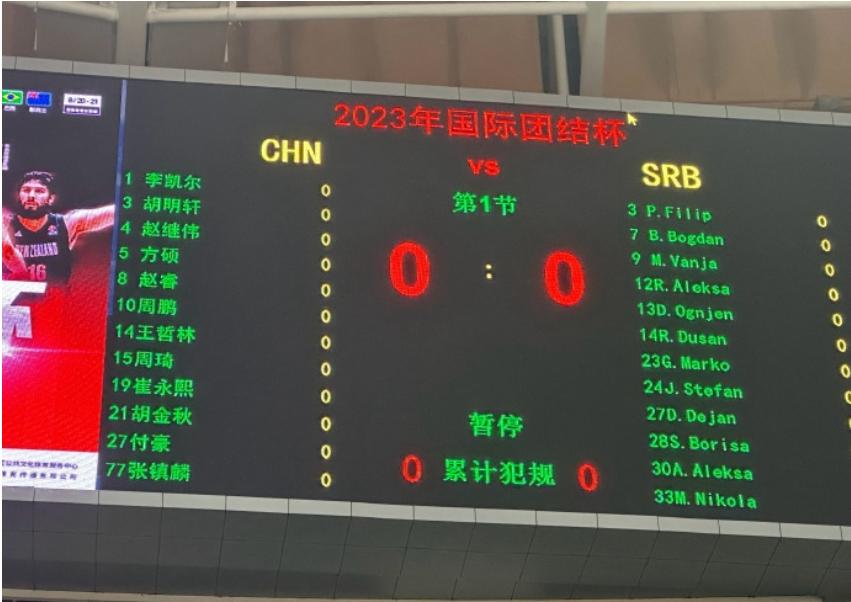 巴西
8/20-21
NEW ZEALAND
16
2023年国际团结杯
CHN
vs
SRB
第1节
0 : 0
1 李凯尔 0
3 胡明轩 0
4 赵继伟 0
5 方硕 0
8 赵睿 0
10周鹏 0
14王哲林 0
15周琦 0
19崔永熙 0
21胡金秋 0
27付豪 0
77张镇麟 0
3 P.Filip 0
7 B.Bogdan 0
9 M.Vanja 0
12R.Aleksa 0
13D.Ognjen 0
14R.Dusan 0
23G.Marko 0
24J.Stefan 0
27D.Dejan 0
28S.Borisa
30A.Aleksa
33M.Nikola
暂停
0 累计犯规 0